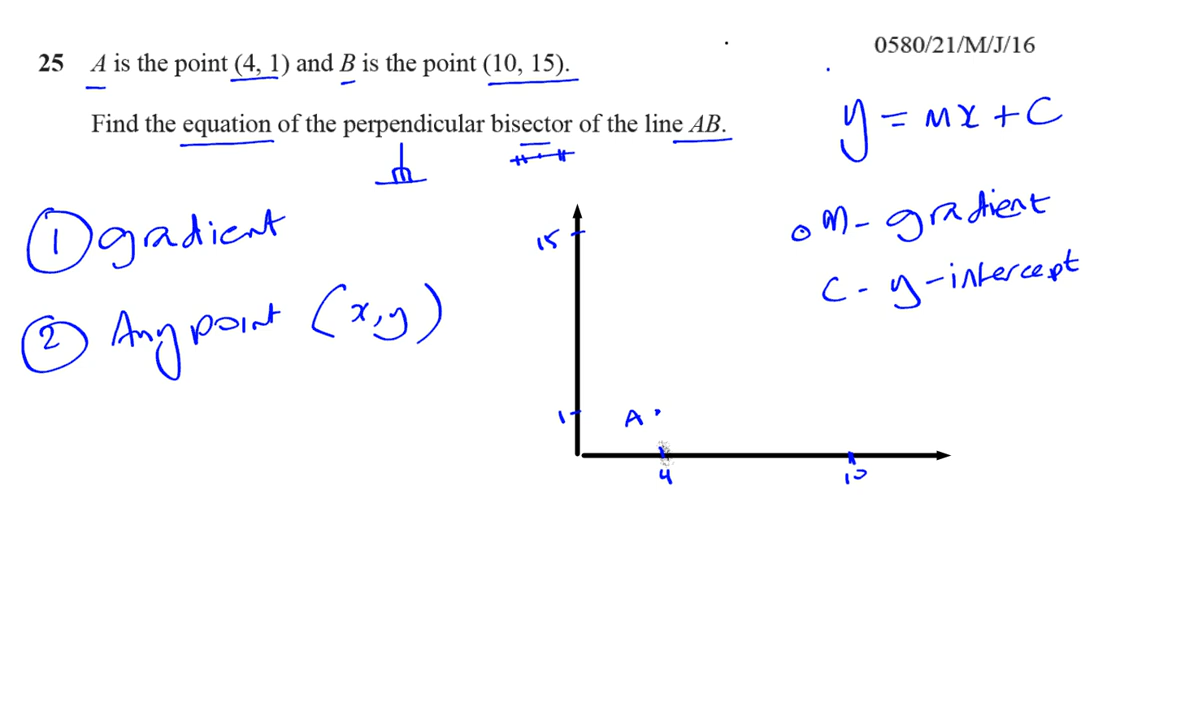 0580/21/M/J/16
25 A is the point (4, 1) and B is the point (10, 15).
Find the equation of the perpendicular bisector of the line AB.
y = mx + c
① gradient
② Any point (x, y)
m - gradient
c - y-intercept
15
1
A
4
10